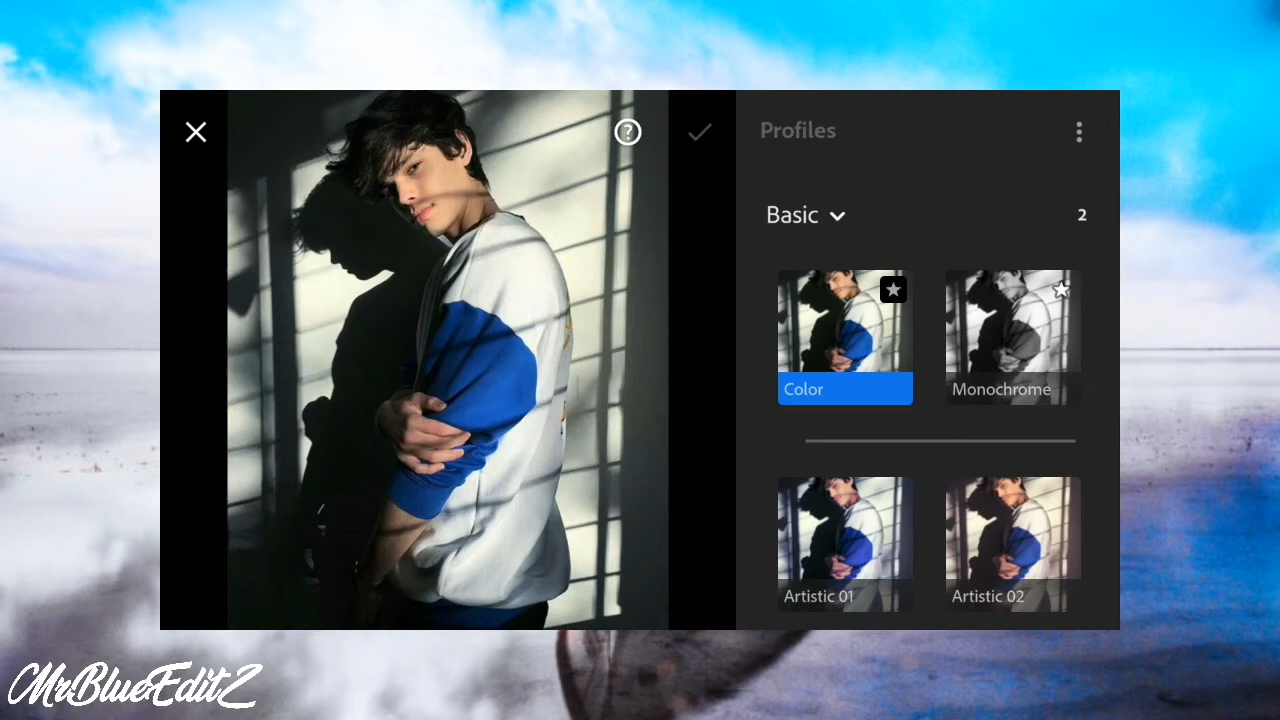 Profiles
Basic
2
Color
Monochrome
Artistic 01
Artistic 02
MrBlueEditZ